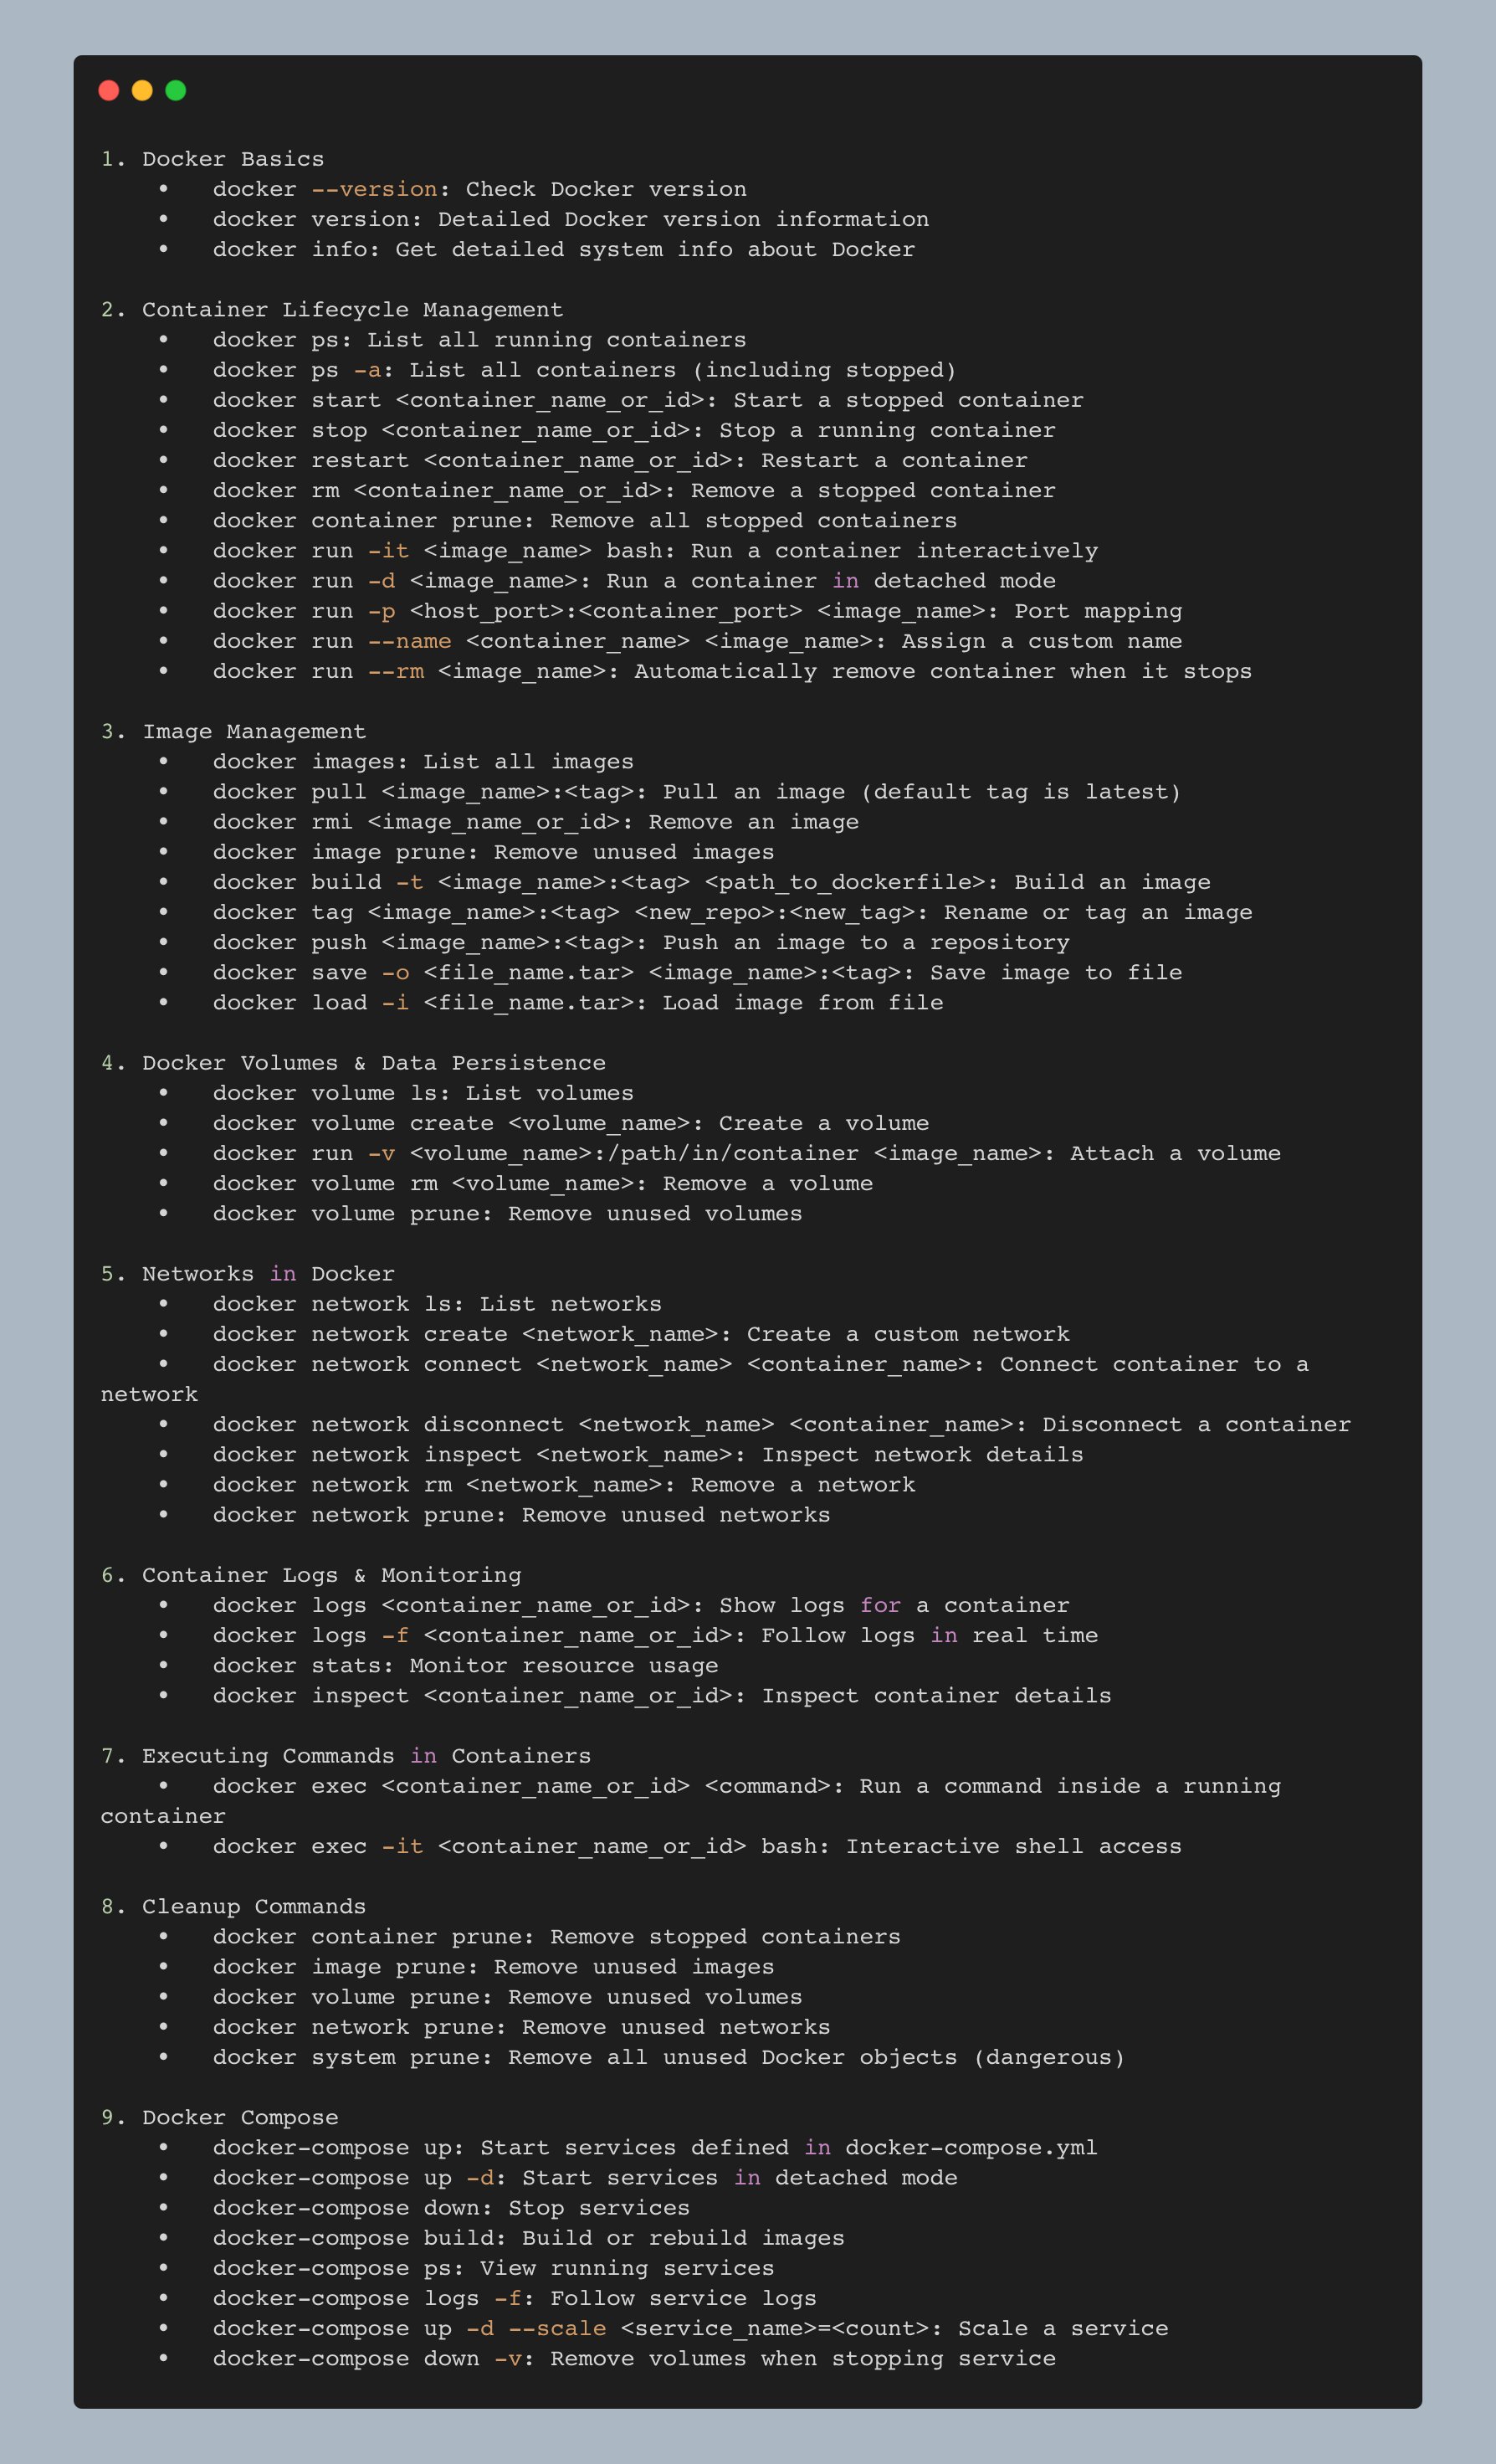 1. Docker Basics
• docker --version: Check Docker version
• docker version: Detailed Docker version information
• docker info: Get detailed system info about Docker
2. Container Lifecycle Management
• docker ps: List all running containers
• docker ps -a: List all containers (including stopped)
• docker start <container_name_or_id>: Start a stopped container
• docker stop <container_name_or_id>: Stop a running container
• docker restart <container_name_or_id>: Restart a container
• docker rm <container_name_or_id>: Remove a stopped container
• docker container prune: Remove all stopped containers
• docker run -it <image_name> bash: Run a container interactively
• docker run -d <image_name>: Run a container in detached mode
• docker run -p <host_port>:<container_port> <image_name>: Port mapping
• docker run --name <container_name> <image_name>: Assign a custom name
• docker run --rm <image_name>: Automatically remove container when it stops
3. Image Management
• docker images: List all images
• docker pull <image_name>:<tag>: Pull an image (default tag is latest)
• docker rmi <image_name_or_id>: Remove an image
• docker image prune: Remove unused images
• docker build -t <image_name>:<tag> <path_to_dockerfile>: Build an image
• docker tag <image_name>:<tag> <new_repo>:<new_tag>: Rename or tag an image
• docker push <image_name>:<tag>: Push an image to a repository
• docker save -o <file_name.tar> <image_name>:<tag>: Save image to file
• docker load -i <file_name.tar>: Load image from file
4. Docker Volumes & Data Persistence
• docker volume ls: List volumes
• docker volume create <volume_name>: Create a volume
• docker run -v <volume_name>:/path/in/container <image_name>: Attach a volume
• docker volume rm <volume_name>: Remove a volume
• docker volume prune: Remove unused volumes
5. Networks in Docker
• docker network ls: List networks
• docker network create <network_name>: Create a custom network
• docker network connect <network_name> <container_name>: Connect container to a
network
• docker network disconnect <network_name> <container_name>: Disconnect a container
• docker network inspect <network_name>: Inspect network details
• docker network rm <network_name>: Remove a network
• docker network prune: Remove unused networks
6. Container Logs & Monitoring
• docker logs <container_name_or_id>: Show logs for a container
• docker logs -f <container_name_or_id>: Follow logs in real time
• docker stats: Monitor resource usage
• docker inspect <container_name_or_id>: Inspect container details
7. Executing Commands in Containers
• docker exec <container_name_or_id> <command>: Run a command inside a running
container
• docker exec -it <container_name_or_id> bash: Interactive shell access
8. Cleanup Commands
• docker container prune: Remove stopped containers
• docker image prune: Remove unused images
• docker volume prune: Remove unused volumes
• docker network prune: Remove unused networks
• docker system prune: Remove all unused Docker objects (dangerous)
9. Docker Compose
• docker-compose up: Start services defined in docker-compose.yml
• docker-compose up -d: Start services in detached mode
• docker-compose down: Stop services
• docker-compose build: Build or rebuild images
• docker-compose ps: View running services
• docker-compose logs -f: Follow service logs
• docker-compose up -d --scale <service_name>=<count>: Scale a service
• docker-compose down -v: Remove volumes when stopping service